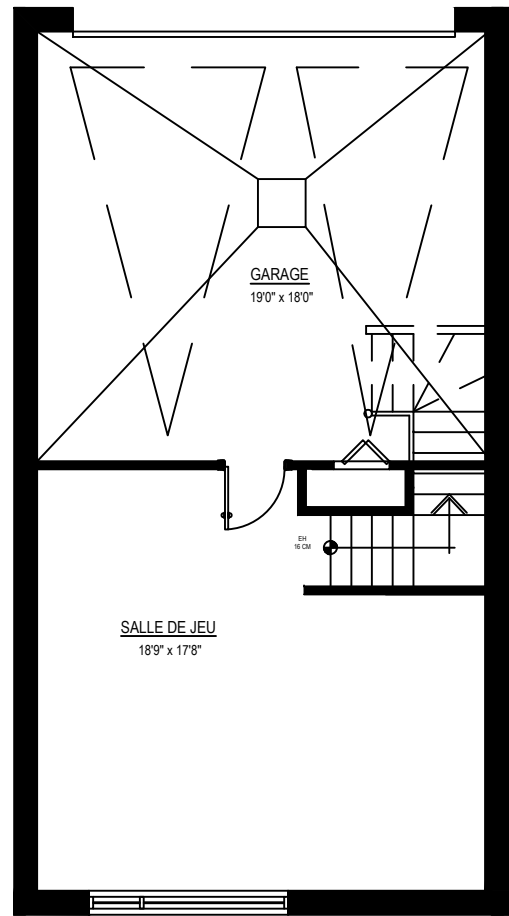 GARAGE
19'0" x 18'0"
EH
16 CM
SALLE DE JEU
18'9" x 17'8"